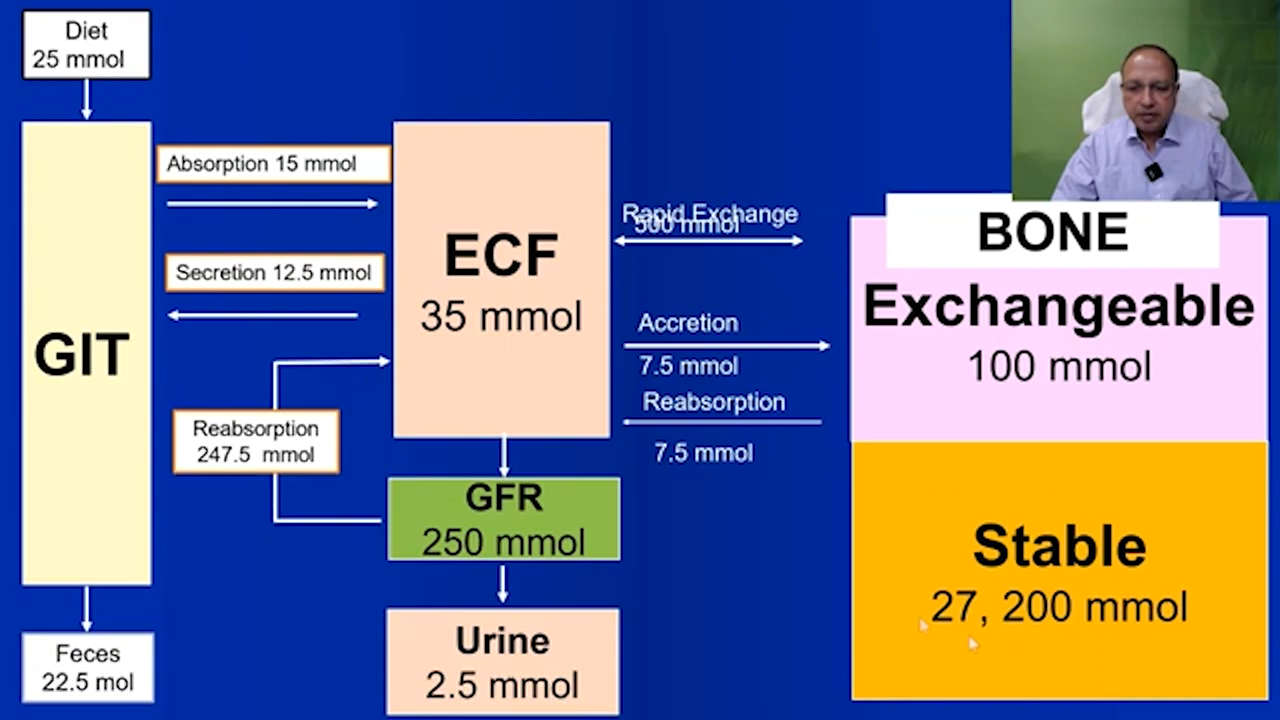 Diet
25 mmol
GIT
Feces
22.5 mol
Absorption 15 mmol
Secretion 12.5 mmol
Reabsorption
247.5 mmol
ECF
35 mmol
GFR
250 mmol
Urine
2.5 mmol
Rapid Exchange
500 mmol
Accretion
7.5 mmol
Reabsorption
7.5 mmol
BONE
Exchangeable
100 mmol
Stable
27, 200 mmol